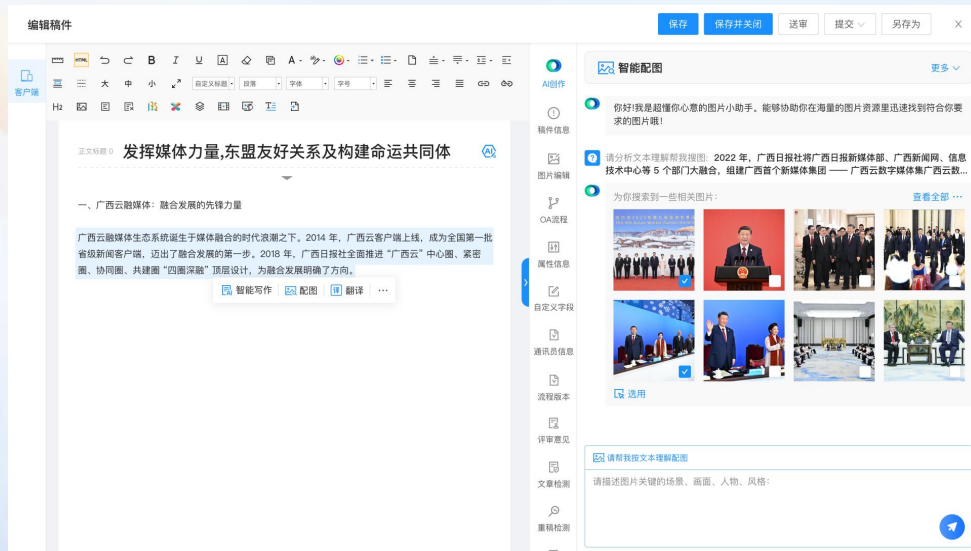 编辑稿件
保存
保存并关闭
送审
提交
另存为
客户端
HTML
B
I
U
A
A
大
中
小
自定义标题
段落
字体
字号
H2
正文标题 0
发挥媒体力量,东盟友好关系及构建命运共同体
AI
一、广西云融媒体：融合发展的先锋力量
广西云融媒体生态系统诞生于媒体融合的时代浪潮之下。2014 年，广西云客户端上线，成为全国第一批
省级新闻客户端，迈出了融合发展的第一步。2018 年，广西日报社全面推进“广西云”中心圈、紧密
圈、协同圈、共建圈“四圈深融”顶层设计，为融合发展明确了方向。
智能写作
配图
译 翻译
···
AI创作
稿件信息
图片编辑
OA流程
属性信息
自定义字段
通讯员信息
流程版本
评审意见
文章检测
重稿检测
智能配图
更多
你好!我是超懂你心意的图片小助手。能够协助你在海量的图片资源里迅速找到符合你要
求的图片哦!
请分析文本理解帮我搜图: 2022 年，广西日报社将广西日报新媒体部、广西新闻网、信息
技术中心等 5 个部门大融合，组建广西首个新媒体集团 —— 广西云数字媒体集广西云数...
为你搜索到一些相关图片:
查看全部 ···
选用
请帮我按文本理解配图
请描述图片关键的场景、画面、人物、风格: